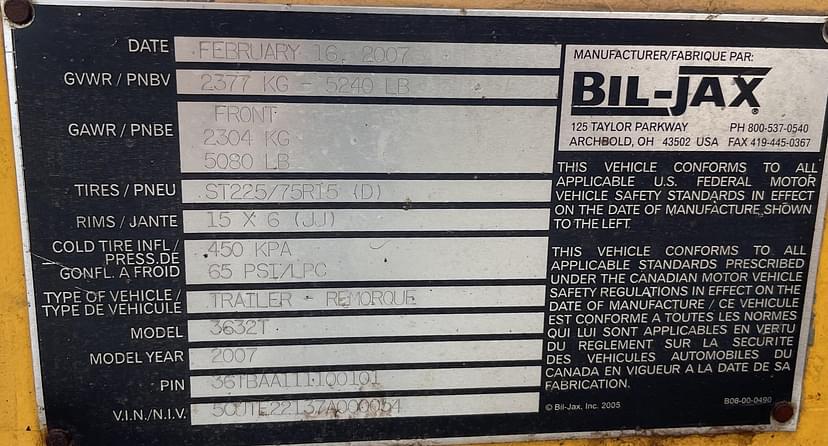 DATE FEBRUARY 16, 2007
GVWR / PNBV 2377 KG - 5240 LB
GAWR / PNBE FRONT
2304 KG
5080 LB
TIRES / PNEU ST225/75R15 (D)
RIMS / JANTE 15 X 6 (JJ)
COLD TIRE INFL / 450 KPA
PRESS.DE
GONFL. A FROID 65 PSI/LPC
TYPE OF VEHICLE / TRAILER - REMORQUE
TYPE DE VEHICULE
MODEL 3632T
MODEL YEAR 2007
PIN
V.I.N./N.I.V.
MANUFACTURER/FABRIQUE PAR:
BIL-JAX®
125 TAYLOR PARKWAY PH 800-537-0540
ARCHBOLD, OH 43502 USA FAX 419-445-0367
THIS VEHICLE CONFORMS TO ALL
APPLICABLE U.S. FEDERAL MOTOR
VEHICLE SAFETY STANDARDS IN EFFECT
ON THE DATE OF MANUFACTURE SHOWN
TO THE LEFT.
THIS VEHICLE CONFORMS TO ALL
APPLICABLE STANDARDS PRESCRIBED
UNDER THE CANADIAN MOTOR VEHICLE
SAFETY REGULATIONS IN EFFECT ON THE
DATE OF MANUFACTURE / CE VEHICULE
EST CONFORME A TOUTES LES NORMES
QUI LUI SONT APPLICABLES EN VERTU
DU REGLEMENT SUR LA SECURITE
DES VEHICULES AUTOMOBILES DU
CANADA EN VIGUEUR A LA DATE DE SA
FABRICATION.
© Bil-Jax, Inc. 2005 B06-00-0490